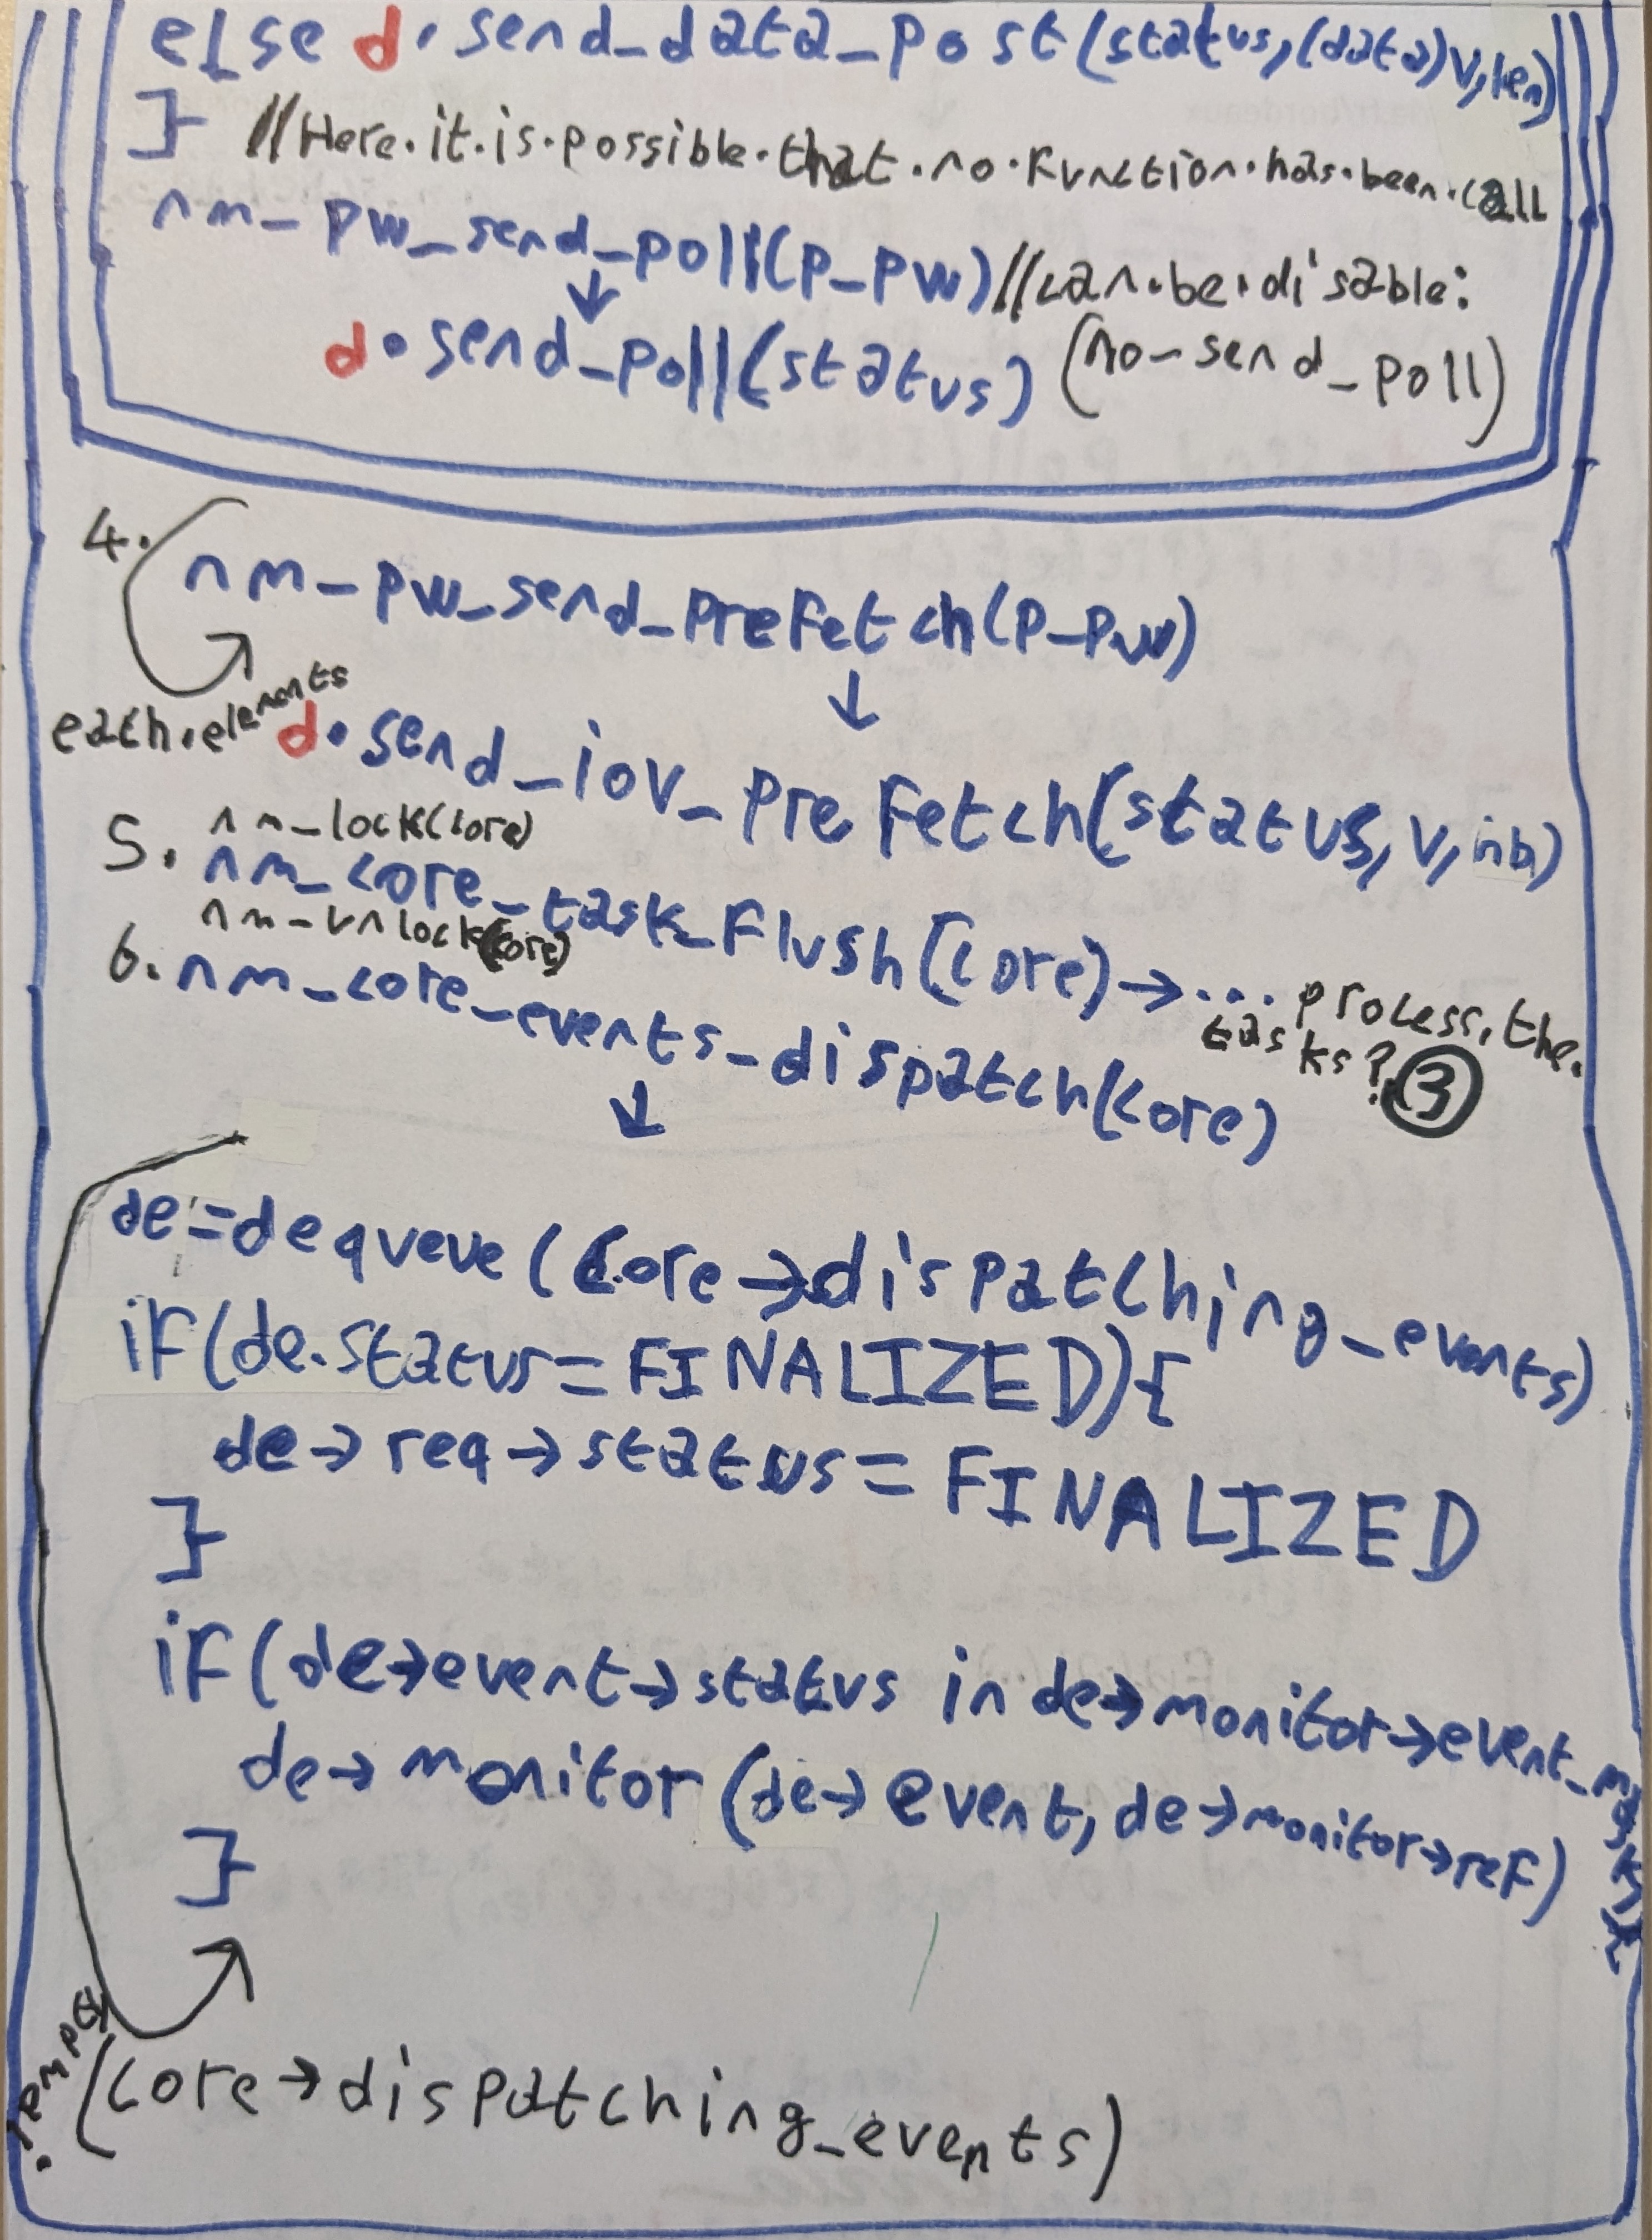 else d.send_data_post(status,(data)v,len)
} //Here.it.is.possible.that.no.function.has.been.call
nm_pw_send_poll(p_pw) //can.be.disable:
↓
d.send_poll(status) (no-send_poll)
4. nm_pw_send_prefetch(p_pw)
↓
each.elements
d.send_iov_prefetch(status,v,nb)
nm_lock(core)
5. nm_core_task_flush(core)→... process.the.
tasks? ③
nm_unlock(core)
6. nm_core_events_dispatch(core)
↓
de=dequeue(core→dispatching_events)
if(de.status=FINALIZED){
de→req→status=FINALIZED
}
if(de→event→status in de→monitor→event_mask){
de→monitor(de→event,de→monitor→ref)
}
(core→dispatching_events)